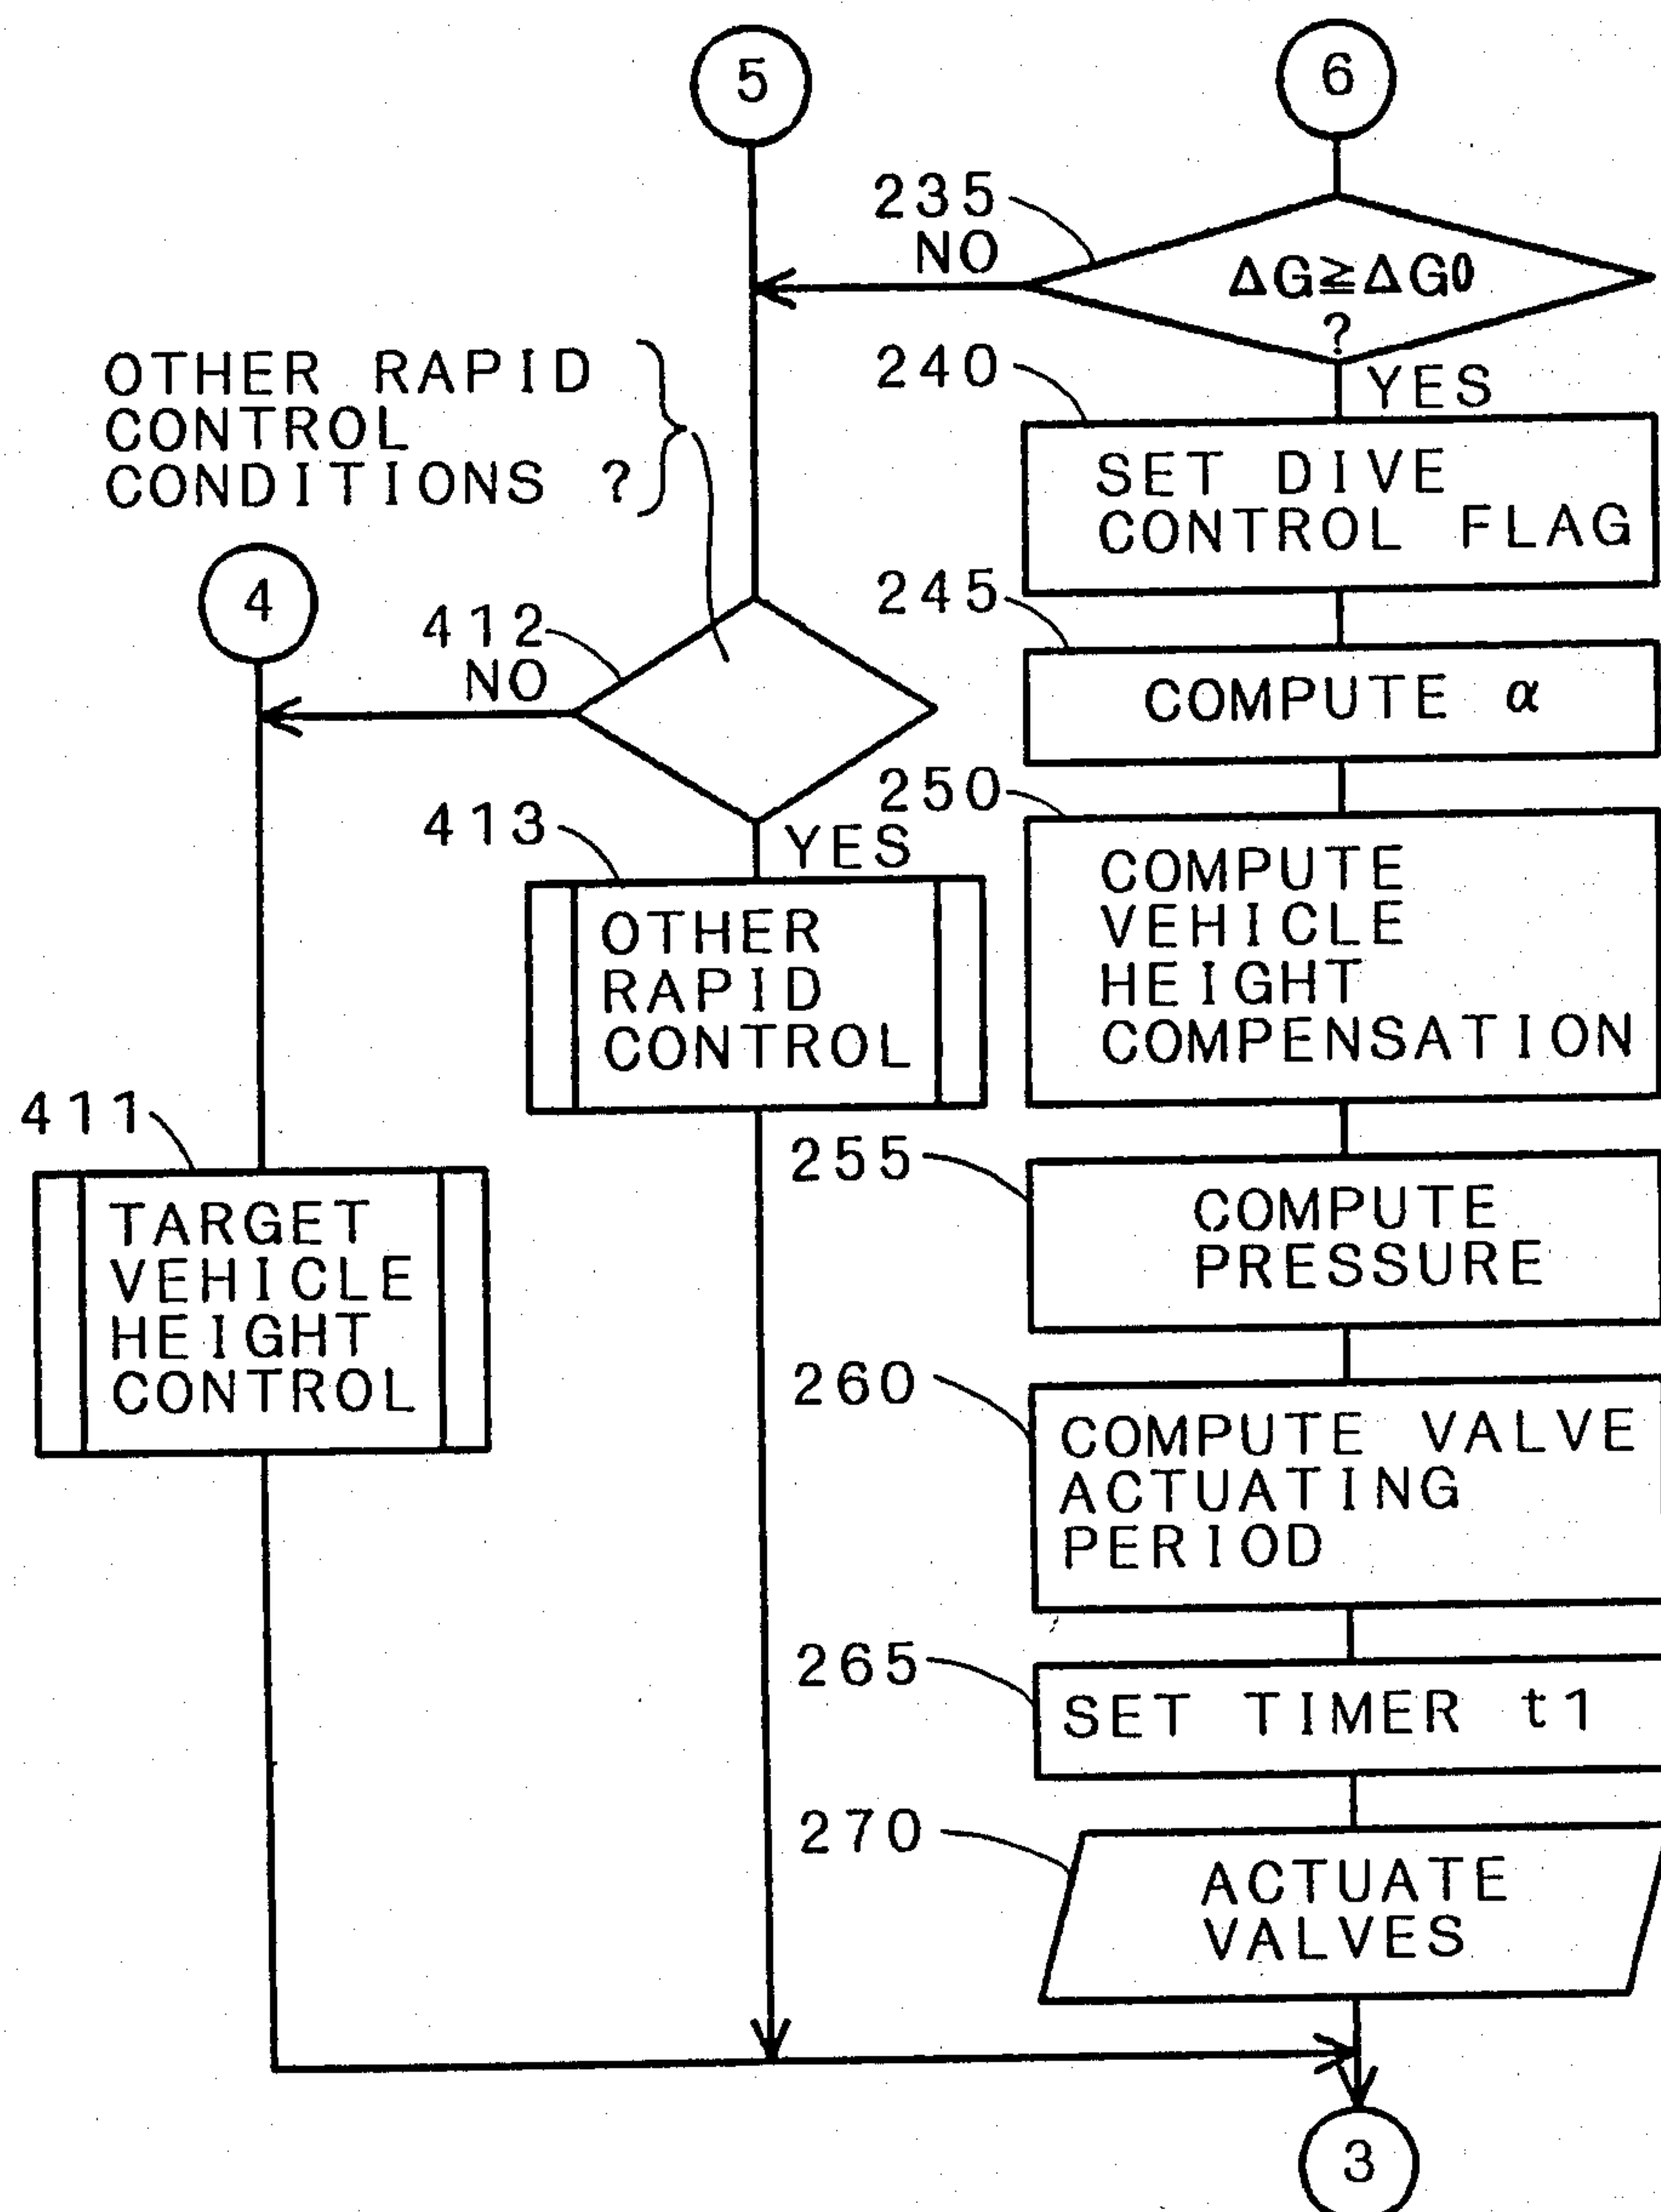 5
6
235
NO
ΔG≧ΔG0
?
YES
OTHER RAPID
CONTROL
CONDITIONS ?
240
SET DIVE
CONTROL FLAG
4
412
NO
245
COMPUTE α
413
YES
OTHER
RAPID
CONTROL
250
COMPUTE
VEHICLE
HEIGHT
COMPENSATION
411
TARGET
VEHICLE
HEIGHT
CONTROL
255
COMPUTE
PRESSURE
260
COMPUTE VALVE
ACTUATING
PERIOD
265
SET TIMER t1
270
ACTUATE
VALVES
3